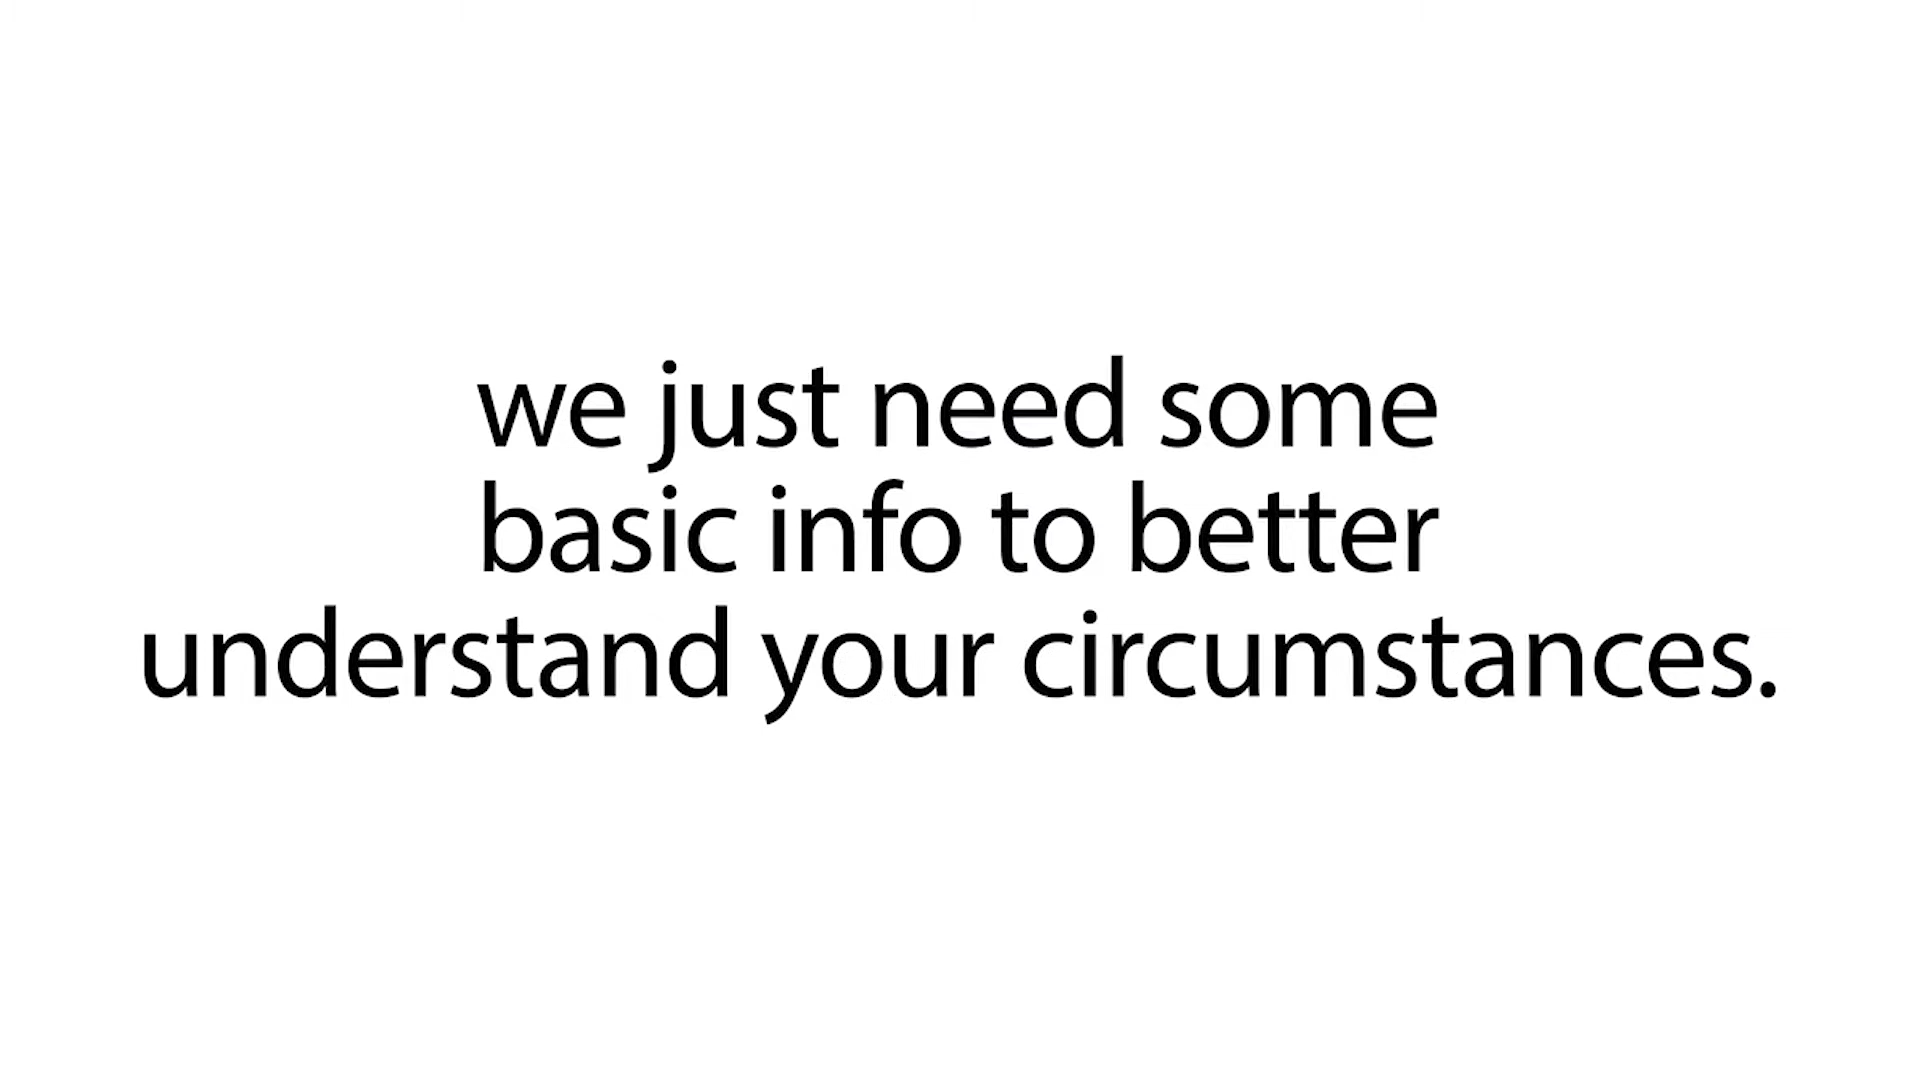 we just need some
basic info to better
understand your circumstances.